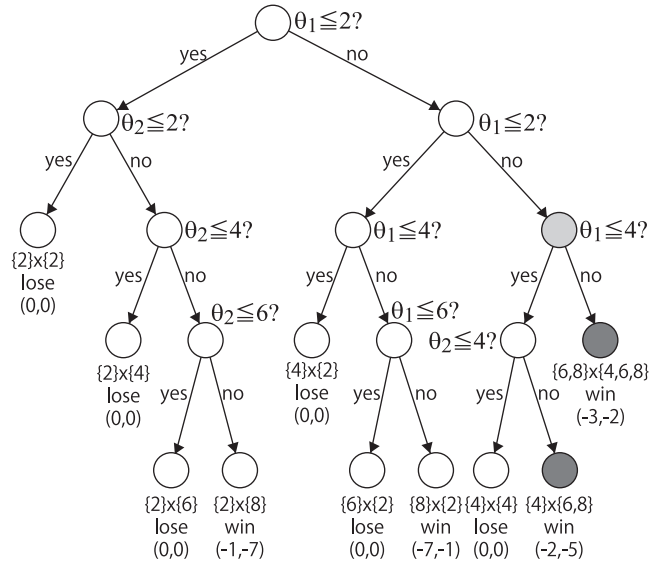 θ1≦2?
yes
no
θ2≦2?
θ1≦2?
yes
no
yes
no
{2}x{2}
lose
(0,0)
θ2≦4?
θ1≦4?
θ1≦4?
yes
no
yes
no
yes
no
{2}x{4}
lose
(0,0)
θ2≦6?
{4}x{2}
lose
(0,0)
θ1≦6?
θ2≦4?
{6,8}x{4,6,8}
win
(-3,-2)
yes
no
yes
no
yes
no
{2}x{6}
lose
(0,0)
{2}x{8}
win
(-1,-7)
{6}x{2}
lose
(0,0)
{8}x{2}
win
(-7,-1)
{4}x{4}
lose
(0,0)
{4}x{6,8}
win
(-2,-5)